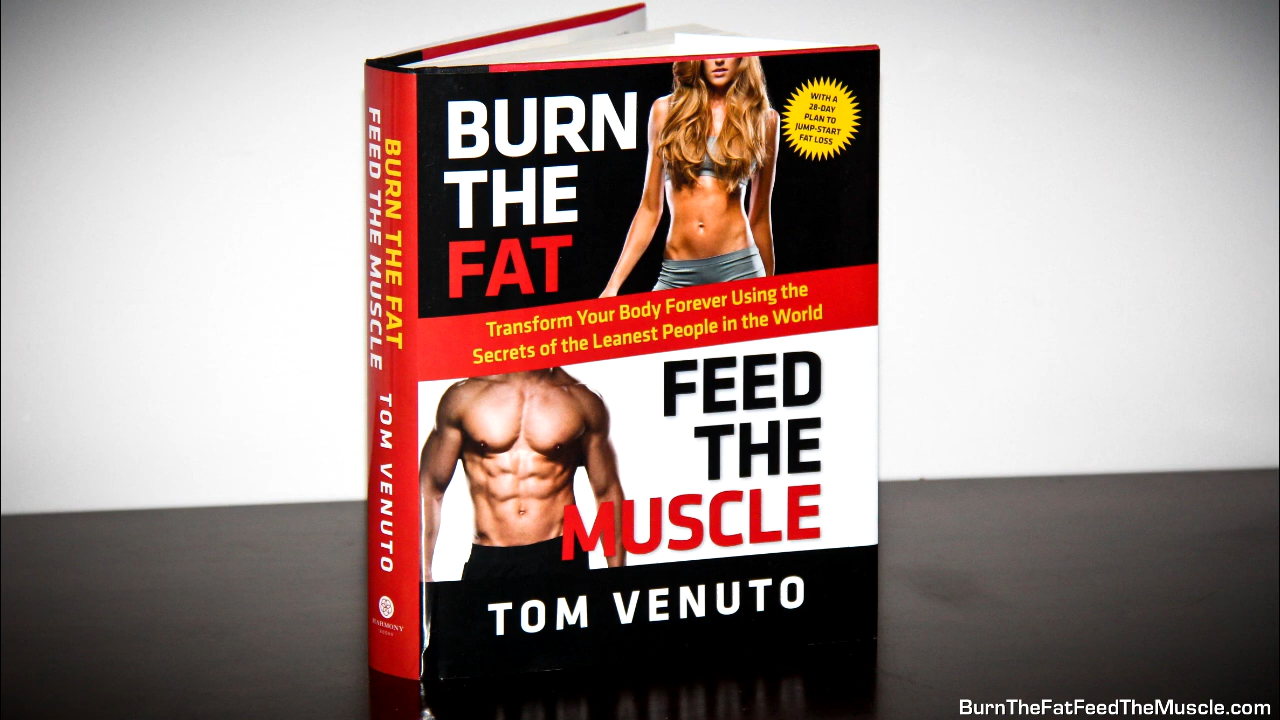 BURN
THE
FAT
WITH A
28-DAY
PLAN TO
JUMP-START
FAT LOSS
Transform Your Body Forever Using the
Secrets of the Leanest People in the World
FEED
THE
MUSCLE
TOM VENUTO
BURN THE FAT
FEED THE MUSCLE
TOM VENUTO
HARMONY
BOOKS
BurnTheFatFeedTheMuscle.com